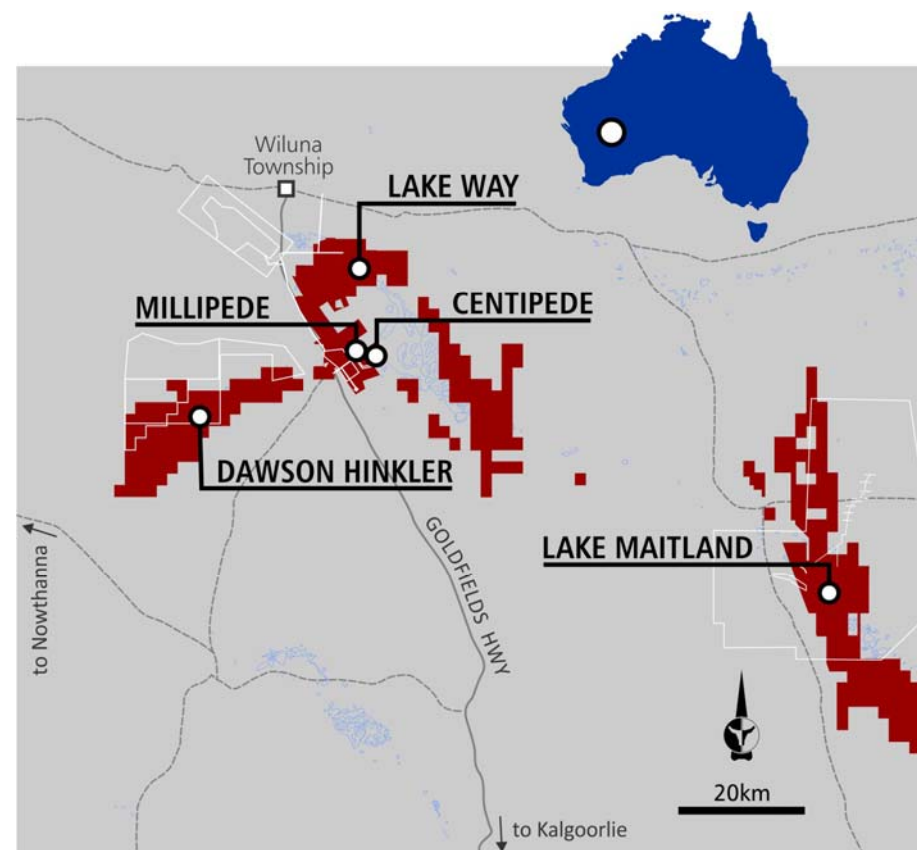 Wiluna
Township
LAKE WAY
MILLIPEDE
CENTIPEDE
DAWSON HINKLER
GOLDFIELDS HWY
LAKE MAITLAND
to Nowthanna
20km
to Kalgoorlie